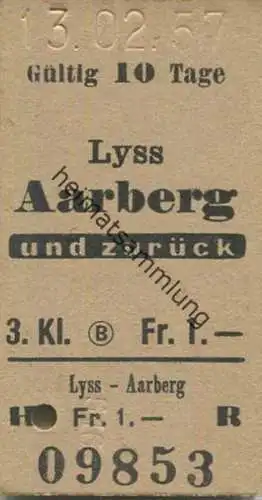 13.02.57
Gültig 10 Tage
Lyss
Aarberg
und zurück
3. Kl. Ⓑ Fr. 1.—
Lyss - Aarberg
H Fr. 1.— R
09853
heimatsammlung